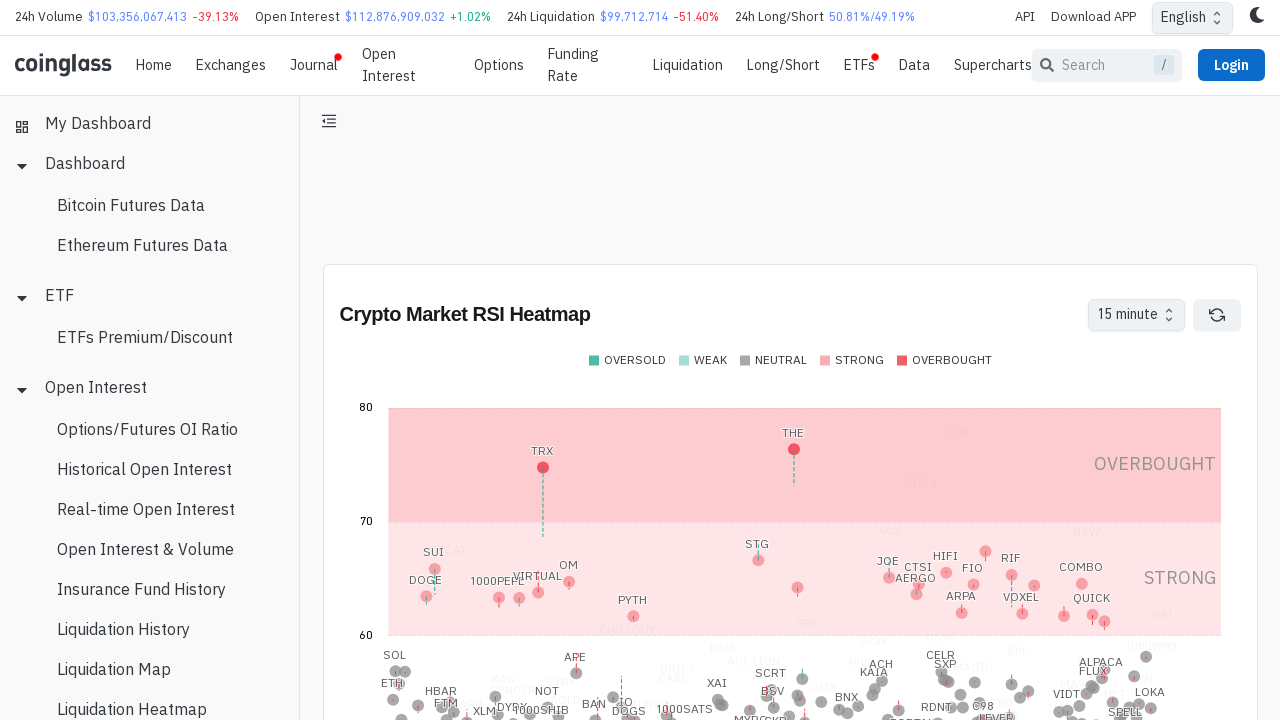 24h Volume $103,356,067,413 -39.13% Open Interest $112,876,909,032 +1.02% 24h Liquidation $99,712,714 -51.40% 24h Long/Short 50.81%/49.19% API Download APP English
coinglass Home Exchanges Journal Open Interest Options Funding Rate Liquidation Long/Short ETFs Data Supercharts Search / Login
My Dashboard
Dashboard
Bitcoin Futures Data
Ethereum Futures Data
ETF
ETFs Premium/Discount
Open Interest
Options/Futures OI Ratio
Historical Open Interest
Real-time Open Interest
Open Interest & Volume
Insurance Fund History
Liquidation History
Liquidation Map
Liquidation Heatmap
Crypto Market RSI Heatmap 15 minute
OVERSOLD WEAK NEUTRAL STRONG OVERBOUGHT
80
THE
TRX
OVERBOUGHT
70
STG
SUI
JOE HIFI RIF
OM CTSI FIO COMBO
DOGE 1000PEPE VIRTUAL AERGO STRONG
PYTH ARPA VOXEL QUICK
60
SOL APE CELR
ACH SXP ALPACA
SCRT KAIA FLUX
ETH XAI
HBAR NOT BSV BNX VIDT LOKA
FTM BAN IO C98
XLM DYDX 1000SHIB DOGS 1000SATS RDNT SPELL
LEVER